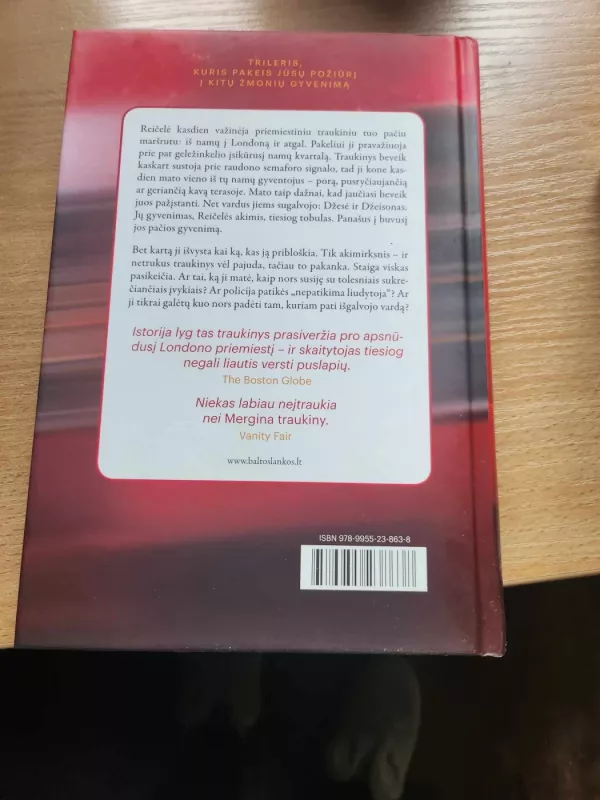 TRILERIS,
KURIS PAKEIS JŪSŲ POŽIŪRĮ
Į KITŲ ŽMONIŲ GYVENIMĄ
Reičelė kasdien važinėja priemiestiniu traukiniu tuo pačiu
maršrutu: iš namų į Londoną ir atgal. Pakeliui ji pravažiuoja
prie pat geležinkelio įsikūrusį namų kvartalą. Traukinys beveik
kaskart sustoja prie raudono semaforo signalo, tad ji kone kas-
dien mato vieno iš tų namų gyventojus – porą, pusryčiaujančią
ar geriančią kavą terasoje. Mato taip dažnai, kad jaučiasi beveik
juos pažįstanti. Net vardus jiems sugalvojo: Džesė ir Džeisonas.
Jų gyvenimas, Reičelės akimis, tiesiog tobulas. Panašus į buvusį
jos pačios gyvenimą.
Bet kartą ji išvysta kai ką, kas ją pribloškia. Tik akimirksnis – ir
netrukus traukinys vėl pajuda, tačiau to pakanka. Staiga viskas
pasikeičia. Ar tai, ką ji matė, kaip nors susiję su tolesniais sukre-
čiančiais įvykiais? Ar policija patikės „nepatikima liudytoja“? Ar
ji tikrai galėtų kuo nors padėti tam, kuriam pati išgalvojo vardą?
Istorija lyg tas traukinys prasiveržia pro apsnū-
dusį Londono priemiestį – ir skaitytojas tiesiog
negali liautis versti puslapių.
The Boston Globe
Niekas labiau neįtraukia
nei Mergina traukiny.
Vanity Fair
www.baltoslankos.lt
ISBN 978-9955-23-863-8